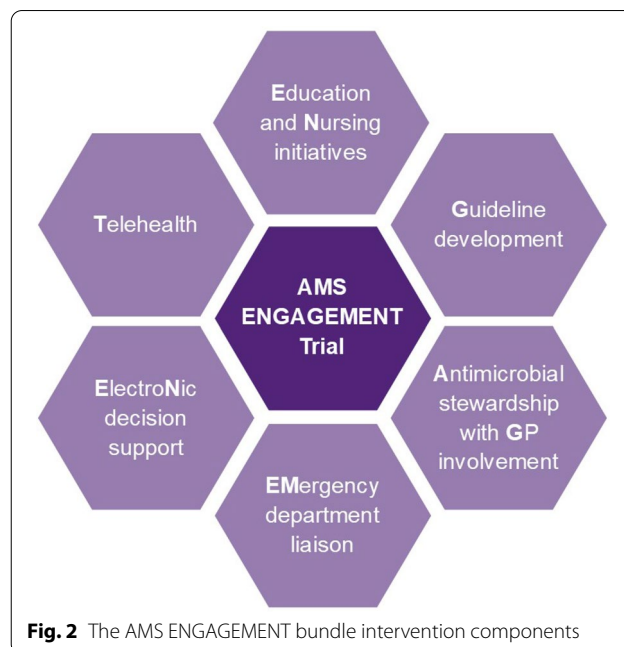 Education
and Nursing
initiatives
Guideline
development
Antimicrobial
stewardship
with GP
involvement
EMergency
department
liaison
ElectroNic
decision
support
Telehealth
AMS
ENGAGEMENT
Trial
Fig. 2 The AMS ENGAGEMENT bundle intervention components